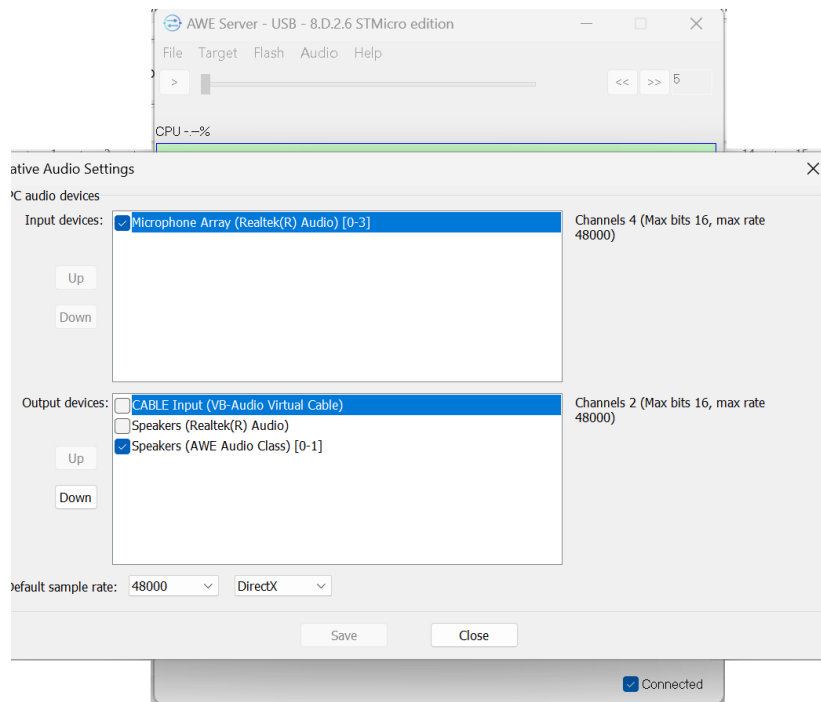 AWE Server - USB - 8.D.2.6 STMicro edition
File Target Flash Audio Help
> << >> 5
CPU -.--%
ative Audio Settings
PC audio devices
Input devices: Microphone Array (Realtek(R) Audio) [0-3] Channels 4 (Max bits 16, max rate
48000)
Up
Down
Output devices: CABLE Input (VB-Audio Virtual Cable) Channels 2 (Max bits 16, max rate
48000)
Speakers (Realtek(R) Audio)
Speakers (AWE Audio Class) [0-1]
Up
Down
Default sample rate: 48000 DirectX
Save Close
Connected